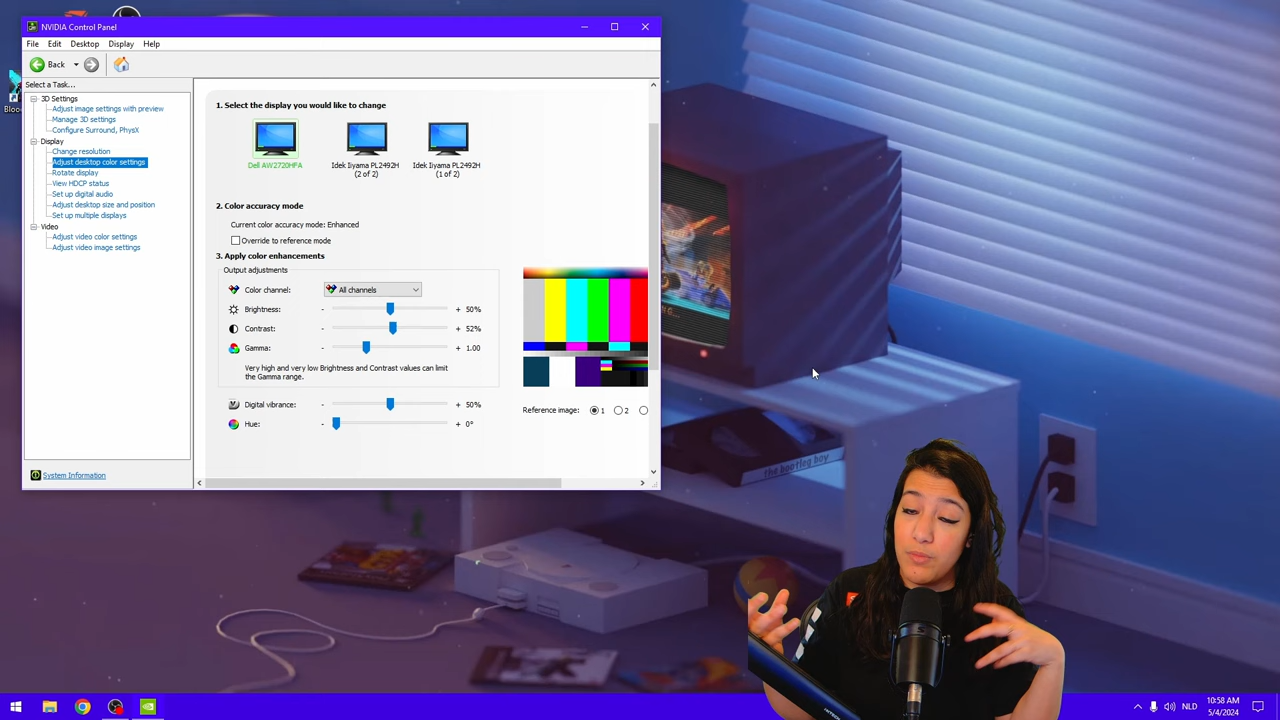 NVIDIA Control Panel
File Edit Desktop Display Help
Back
Select a Task...
3D Settings
Adjust image settings with preview
Manage 3D settings
Configure Surround, PhysX
Display
Change resolution
Adjust desktop color settings
Rotate display
View HDCP status
Set up digital audio
Adjust desktop size and position
Set up multiple displays
Video
Adjust video color settings
Adjust video image settings
System Information
1. Select the display you would like to change
Dell AW2720HFA
Idek Iiyama PL2492H
(2 of 2)
Idek Iiyama PL2492H
(1 of 2)
2. Color accuracy mode
Current color accuracy mode: Enhanced
Override to reference mode
3. Apply color enhancements
Output adjustments
Color channel: All channels
Brightness: - + 50%
Contrast: - + 52%
Gamma: - + 1.00
Very high and very low Brightness and Contrast values can limit
the Gamma range.
Digital vibrance: - + 50%
Hue: - + 0°
Reference image: 1 2
the bootleg boy
NLD
10:58 AM
5/4/2024